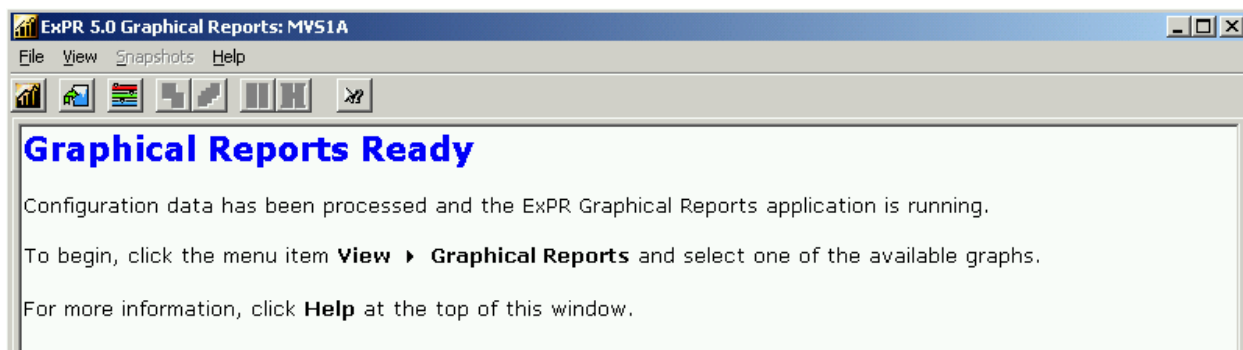 ExPR 5.0 Graphical Reports: MVS1A
File View Snapshots Help
Graphical Reports Ready
Configuration data has been processed and the ExPR Graphical Reports application is running.
To begin, click the menu item View ▸ Graphical Reports and select one of the available graphs.
For more information, click Help at the top of this window.